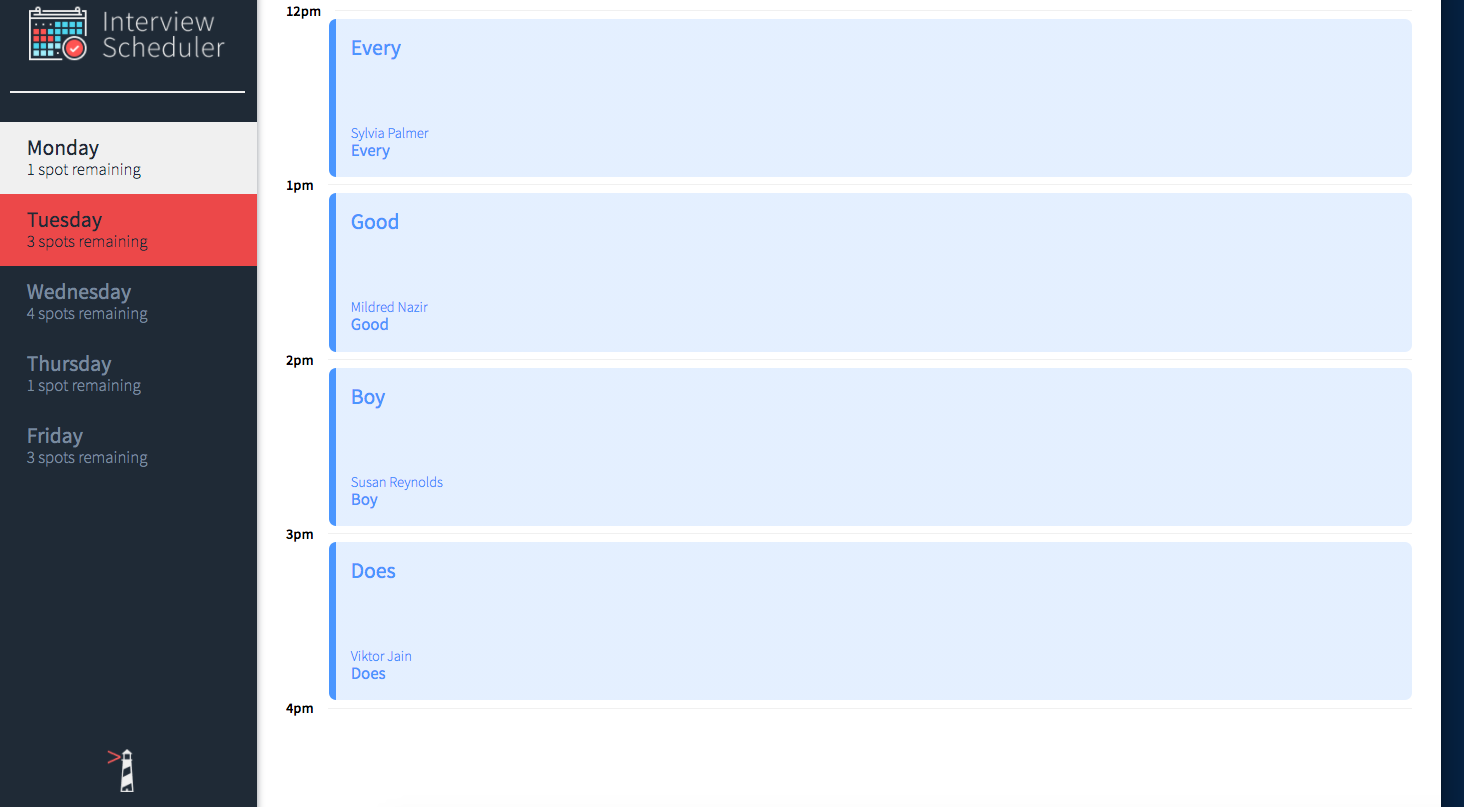 Interview
Scheduler
Monday
1 spot remaining
Tuesday
3 spots remaining
Wednesday
4 spots remaining
Thursday
1 spot remaining
Friday
3 spots remaining
12pm
Every
Sylvia Palmer
Every
1pm
Good
Mildred Nazir
Good
2pm
Boy
Susan Reynolds
Boy
3pm
Does
Viktor Jain
Does
4pm